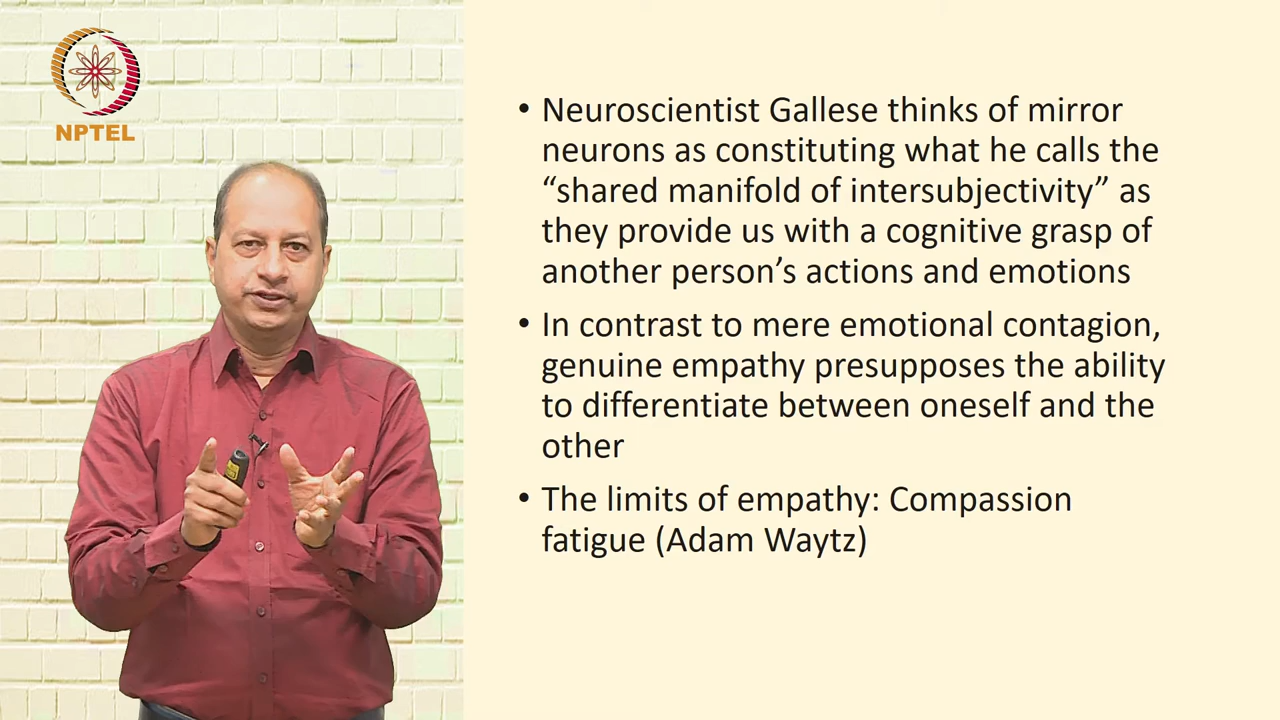 NPTEL
• Neuroscientist Gallese thinks of mirror
neurons as constituting what he calls the
“shared manifold of intersubjectivity” as
they provide us with a cognitive grasp of
another person’s actions and emotions
• In contrast to mere emotional contagion,
genuine empathy presupposes the ability
to differentiate between oneself and the
other
• The limits of empathy: Compassion
fatigue (Adam Waytz)